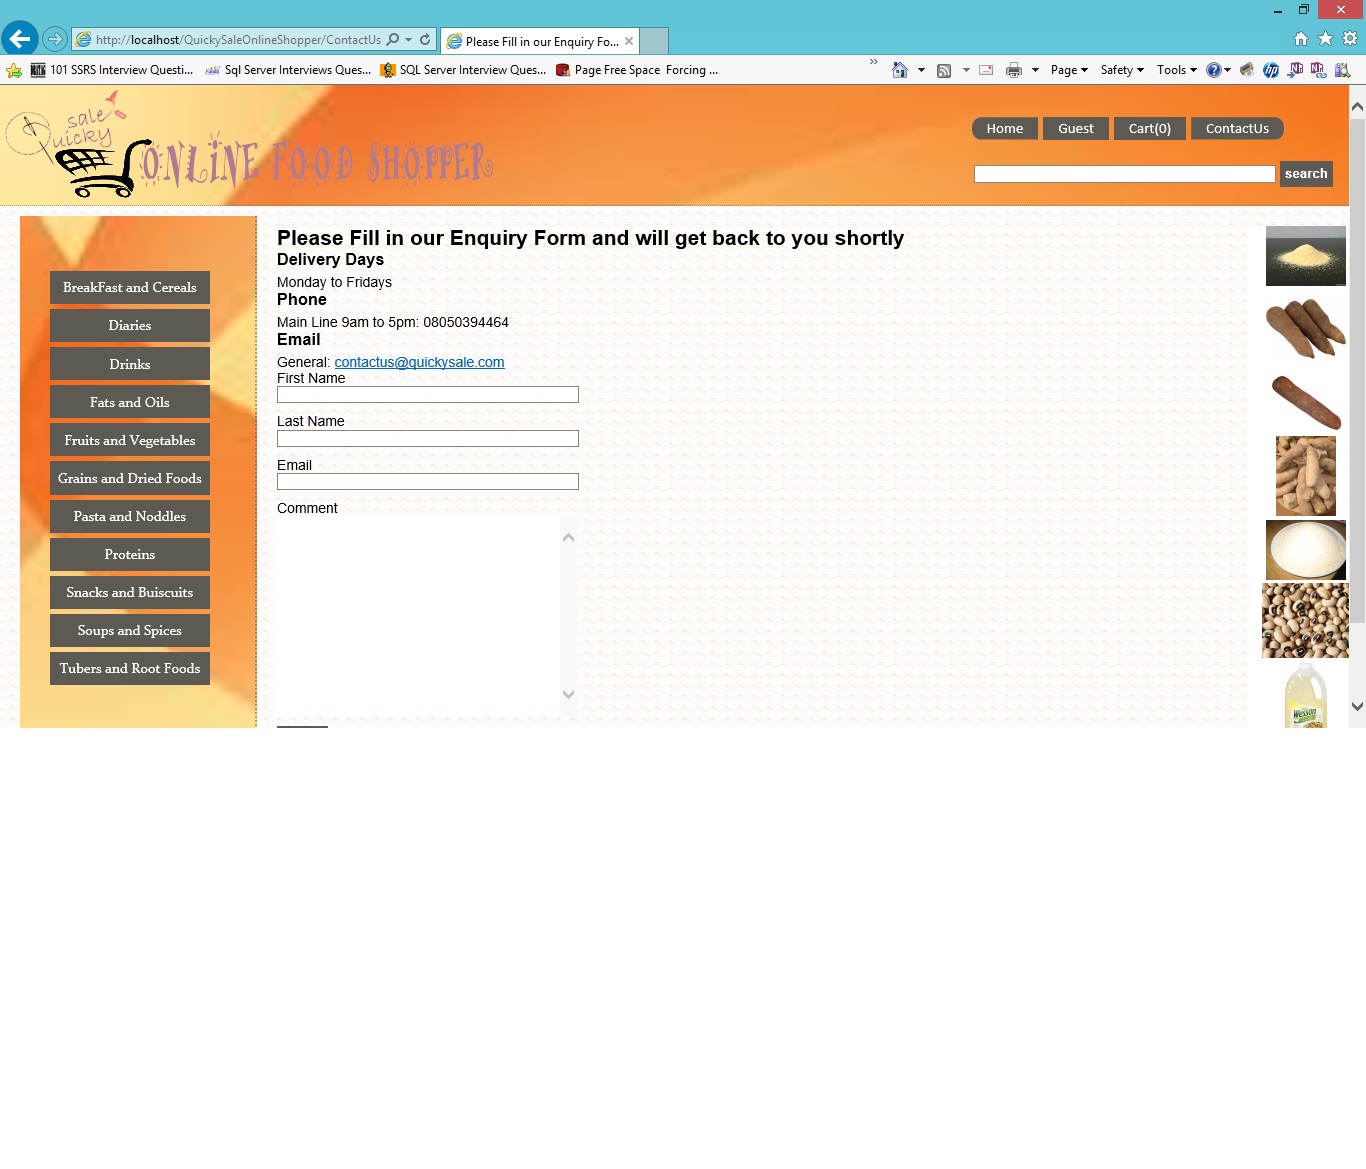 http://localhost/QuickySaleOnlineShopper/ContactUs
Please Fill in our Enquiry Fo...
101 SSRS Interview Questi...
Sql Server Interviews Ques...
SQL Server Interview Ques...
Page Free Space Forcing ...
Page
Safety
Tools
sale
Quicky
ONLINE FOOD SHOPPER
Home
Guest
Cart(0)
ContactUs
search
BreakFast and Cereals
Diaries
Drinks
Fats and Oils
Fruits and Vegetables
Grains and Dried Foods
Pasta and Noddles
Proteins
Snacks and Buiscuits
Soups and Spices
Tubers and Root Foods
Please Fill in our Enquiry Form and will get back to you shortly
Delivery Days
Monday to Fridays
Phone
Main Line 9am to 5pm: 08050394464
Email
General: contactus@quickysale.com
First Name
Last Name
Email
Comment
Wesson